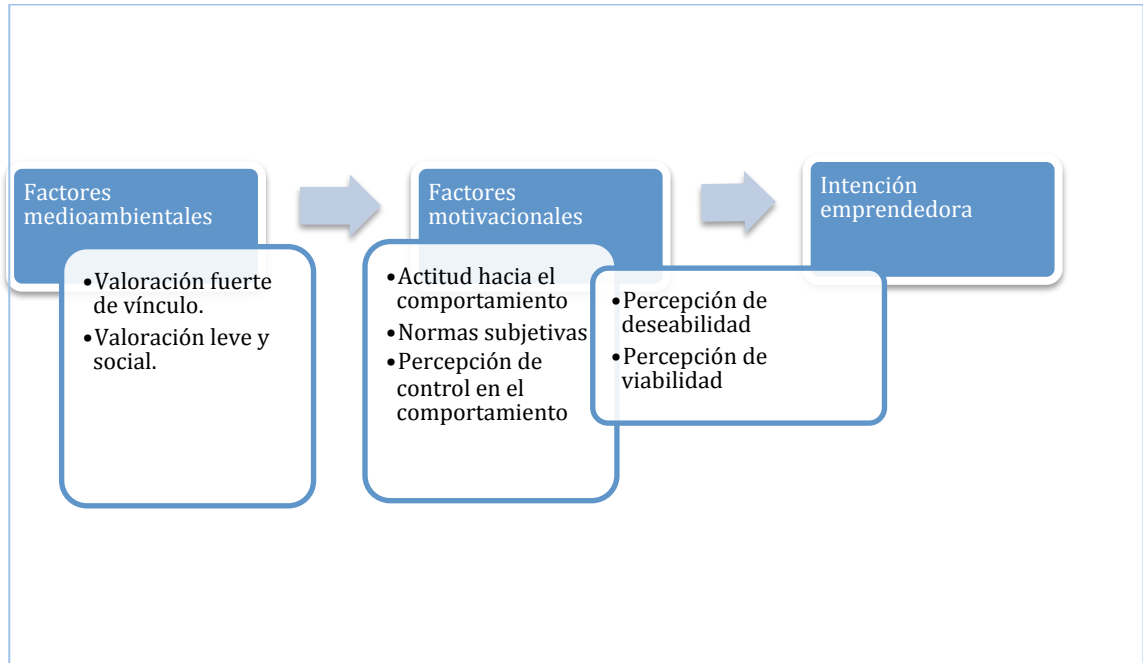 Factores
medioambientales
•Valoración fuerte
de vínculo.
•Valoración leve y
social.
Factores
motivacionales
•Actitud hacia el
comportamiento
•Normas subjetivas
•Percepción de
control en el
comportamiento
•Percepción de
deseabilidad
•Percepción de
viabilidad
Intención
emprendedora